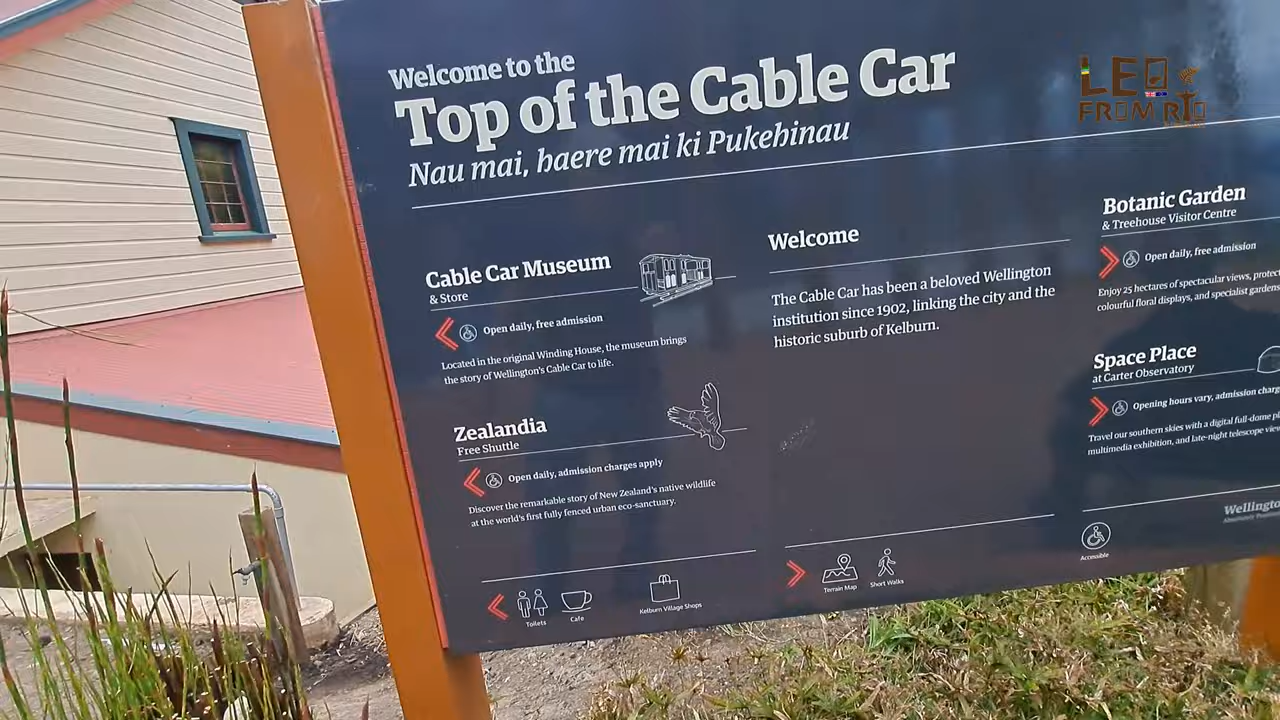 Welcome to the
Top of the Cable Car
Nau mai, haere mai ki Pukehinau
LEO
FROM RIO
Cable Car Museum
& Store
Open daily, free admission
Located in the original Winding House, the museum brings
the story of Wellington's Cable Car to life.
Zealandia
Free Shuttle
Open daily, admission charges apply
Discover the remarkable story of New Zealand's native wildlife
at the world's first fully fenced urban eco-sanctuary.
Toilets
Cafe
Kelburn Village Shops
Welcome
The Cable Car has been a beloved Wellington
institution since 1902, linking the city and the
historic suburb of Kelburn.
Terrain Map
Short Walks
Botanic Garden
& Treehouse Visitor Centre
Open daily, free admission
Enjoy 25 hectares of spectacular views, protec
colourful floral displays, and specialist gardens
Space Place
at Carter Observatory
Opening hours vary, admission charg
Travel our southern skies with a digital full-dome pl
multimedia exhibition, and late-night telescope view
Accessible
Wellingto
Absolutely